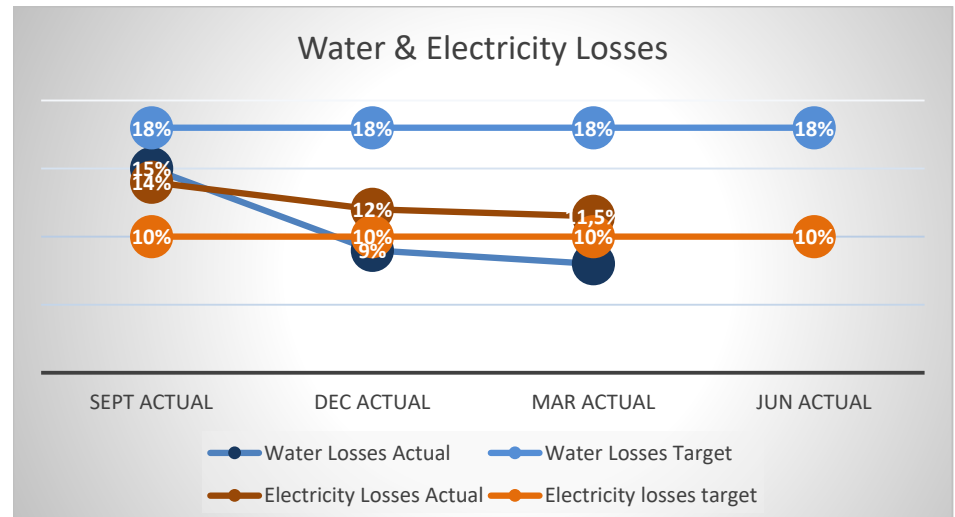 Water & Electricity Losses
18% 18% 18% 18%
15%
14% 12% 11,5%
10% 10% 10% 10%
9%
SEPT ACTUAL DEC ACTUAL MAR ACTUAL JUN ACTUAL
Water Losses Actual Water Losses Target
Electricity Losses Actual Electricity losses target